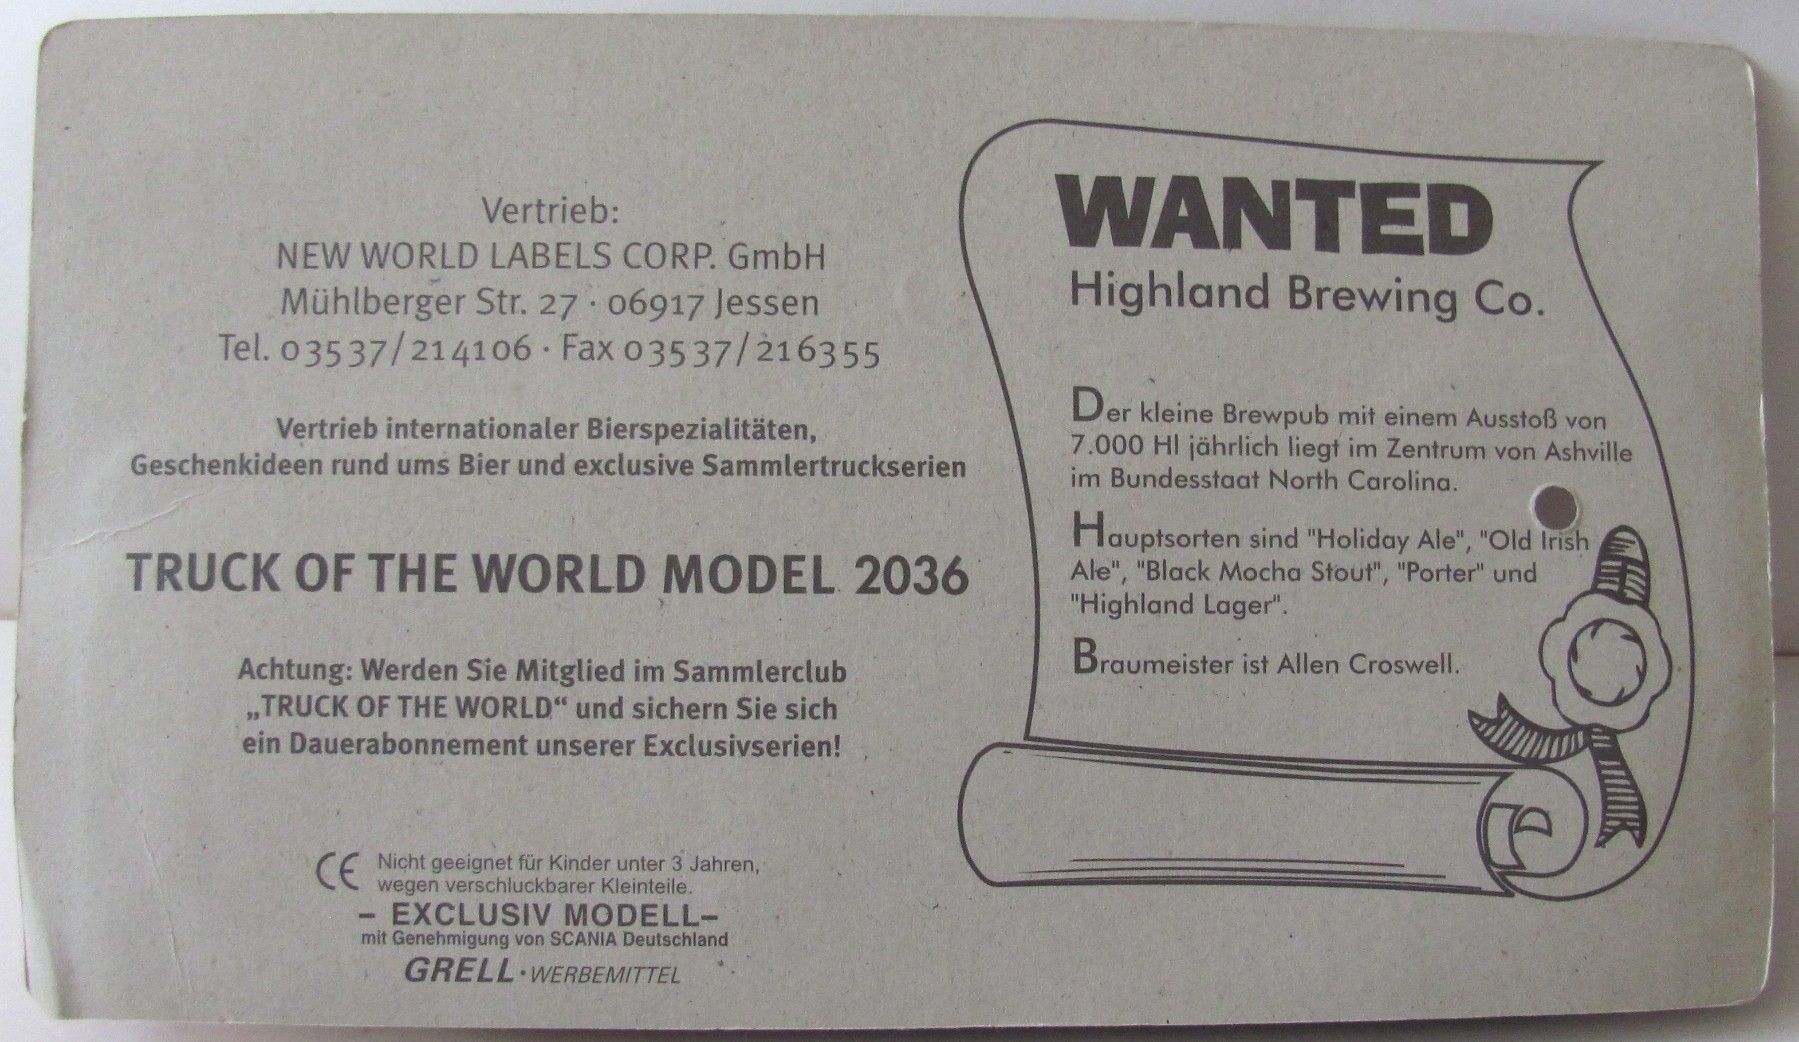 Vertrieb:
NEW WORLD LABELS CORP. GmbH
Mühlberger Str. 27 · 06917 Jessen
Tel. 03537/214106 · Fax 03537/216355
Vertrieb internationaler Bierspezialitäten,
Geschenkideen rund ums Bier und exclusive Sammlertruckserien
TRUCK OF THE WORLD MODEL 2036
Achtung: Werden Sie Mitglied im Sammlerclub
„TRUCK OF THE WORLD“ und sichern Sie sich
ein Dauerabonnement unserer Exclusivserien!
CE Nicht geeignet für Kinder unter 3 Jahren,
wegen verschluckbarer Kleinteile.
– EXCLUSIV MODELL–
mit Genehmigung von SCANIA Deutschland
GRELL · WERBEMITTEL
WANTED
Highland Brewing Co.
Der kleine Brewpub mit einem Ausstoß von
7.000 Hl jährlich liegt im Zentrum von Ashville
im Bundesstaat North Carolina.
Hauptsorten sind "Holiday Ale", "Old Irish
Ale", "Black Mocha Stout", "Porter" und
"Highland Lager".
Braumeister ist Allen Croswell.